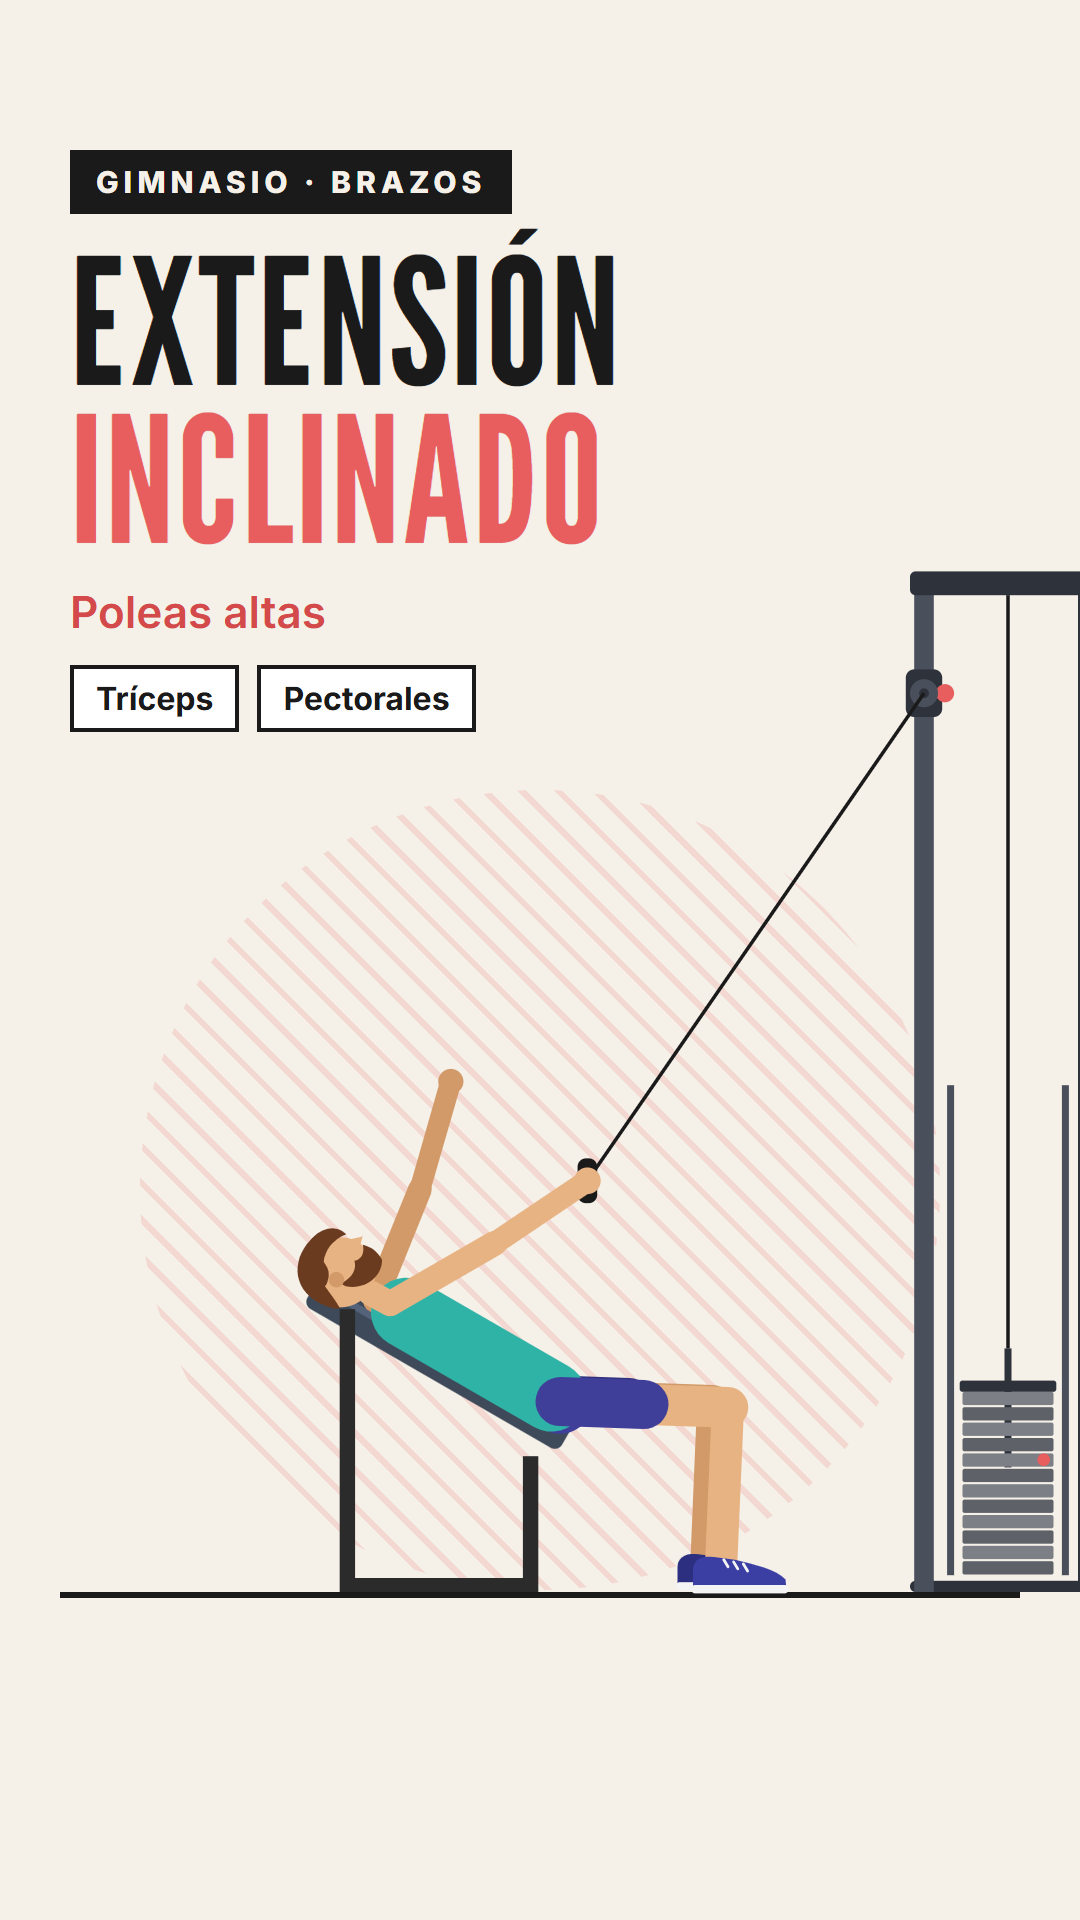 GIMNASIO · BRAZOS
EXTENSIÓN
INCLINADO
Poleas altas
Tríceps
Pectorales